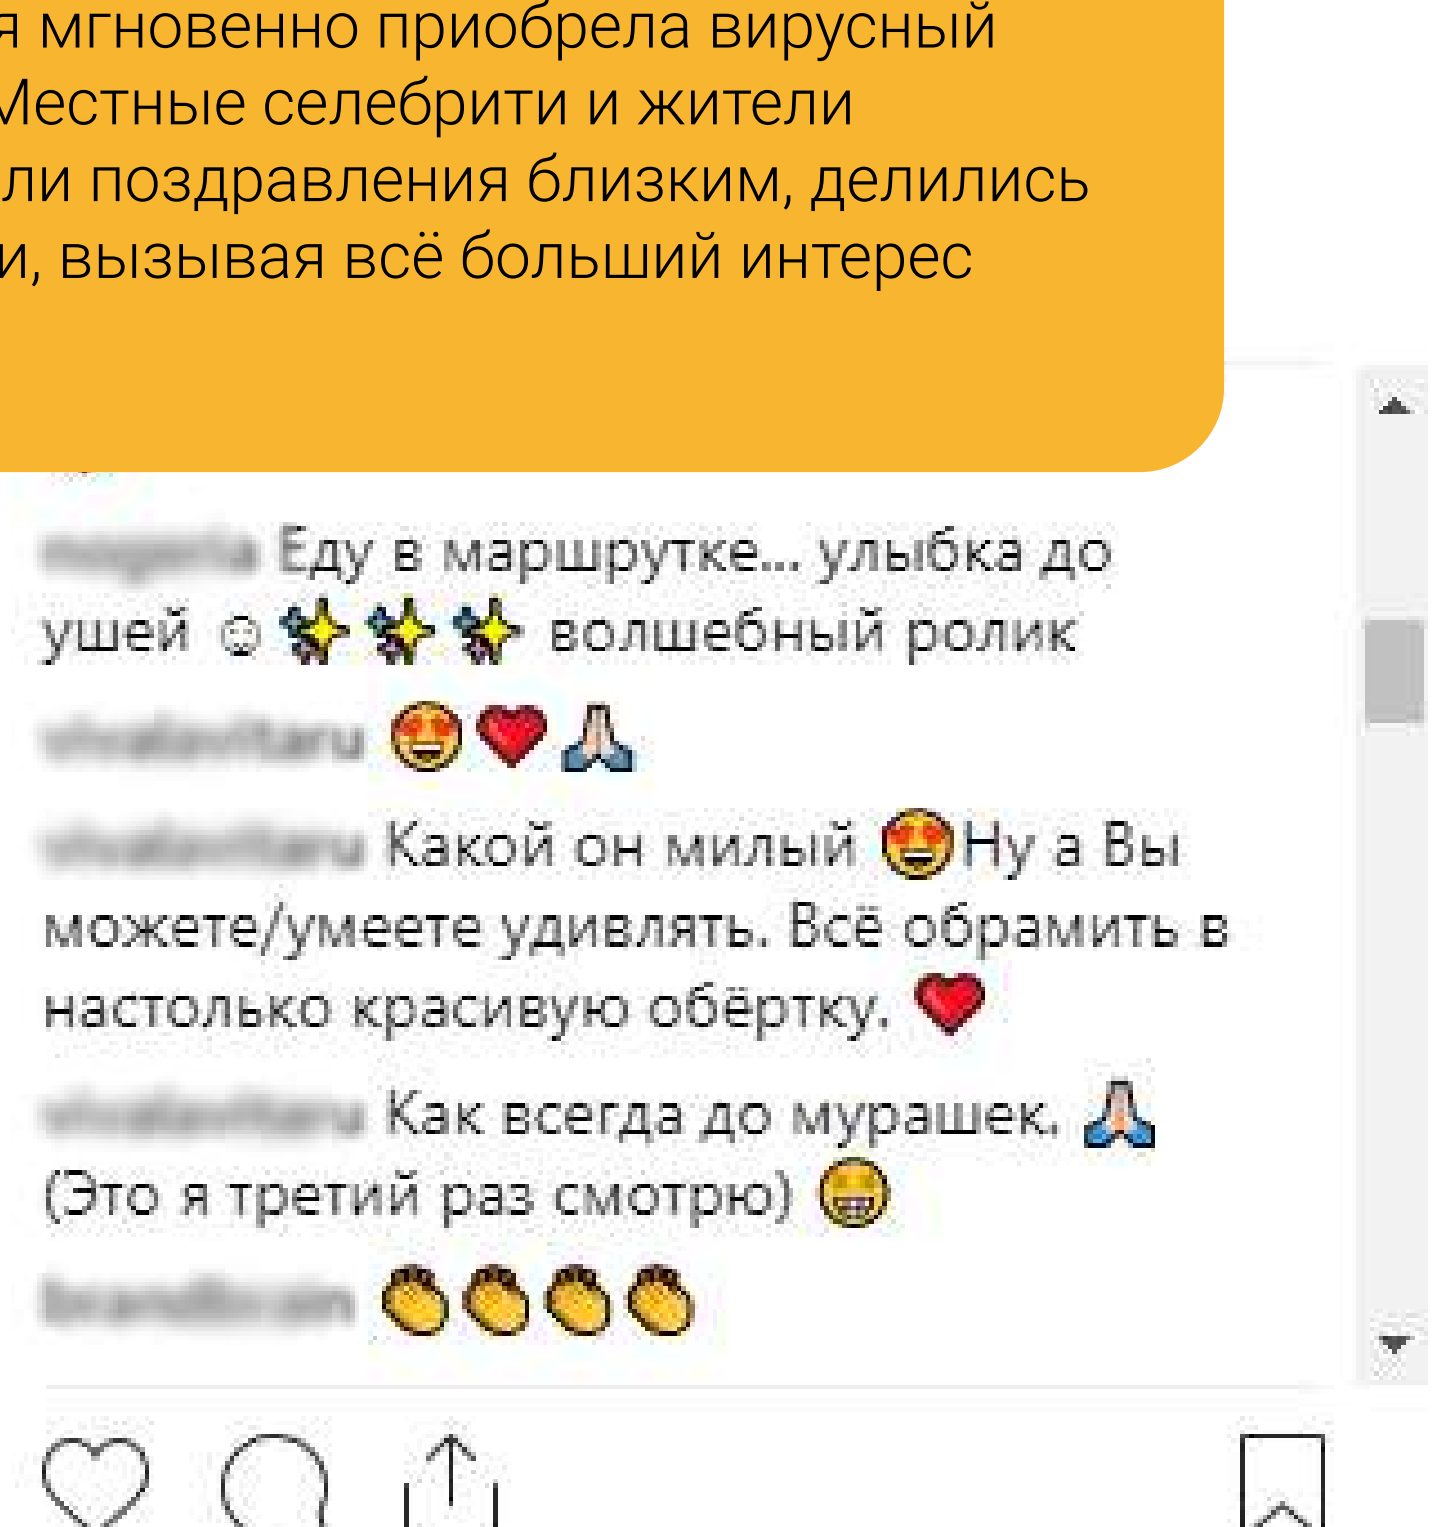 я мгновенно приобрела вирусный
Местные селебрити и жители
ли поздравления близким, делились
и, вызывая всё больший интерес
Еду в маршрутке... улыбка до
ушей ☺✨✨✨ волшебный ролик
😍❤️🙏🏻
Какой он милый 😍Ну а Вы
можете/умеете удивлять. Всё обрамить в
настолько красивую обёртку. ❤️
Как всегда до мурашек. 🙏🏻
(Это я третий раз смотрю) 😁
👏👏👏👏